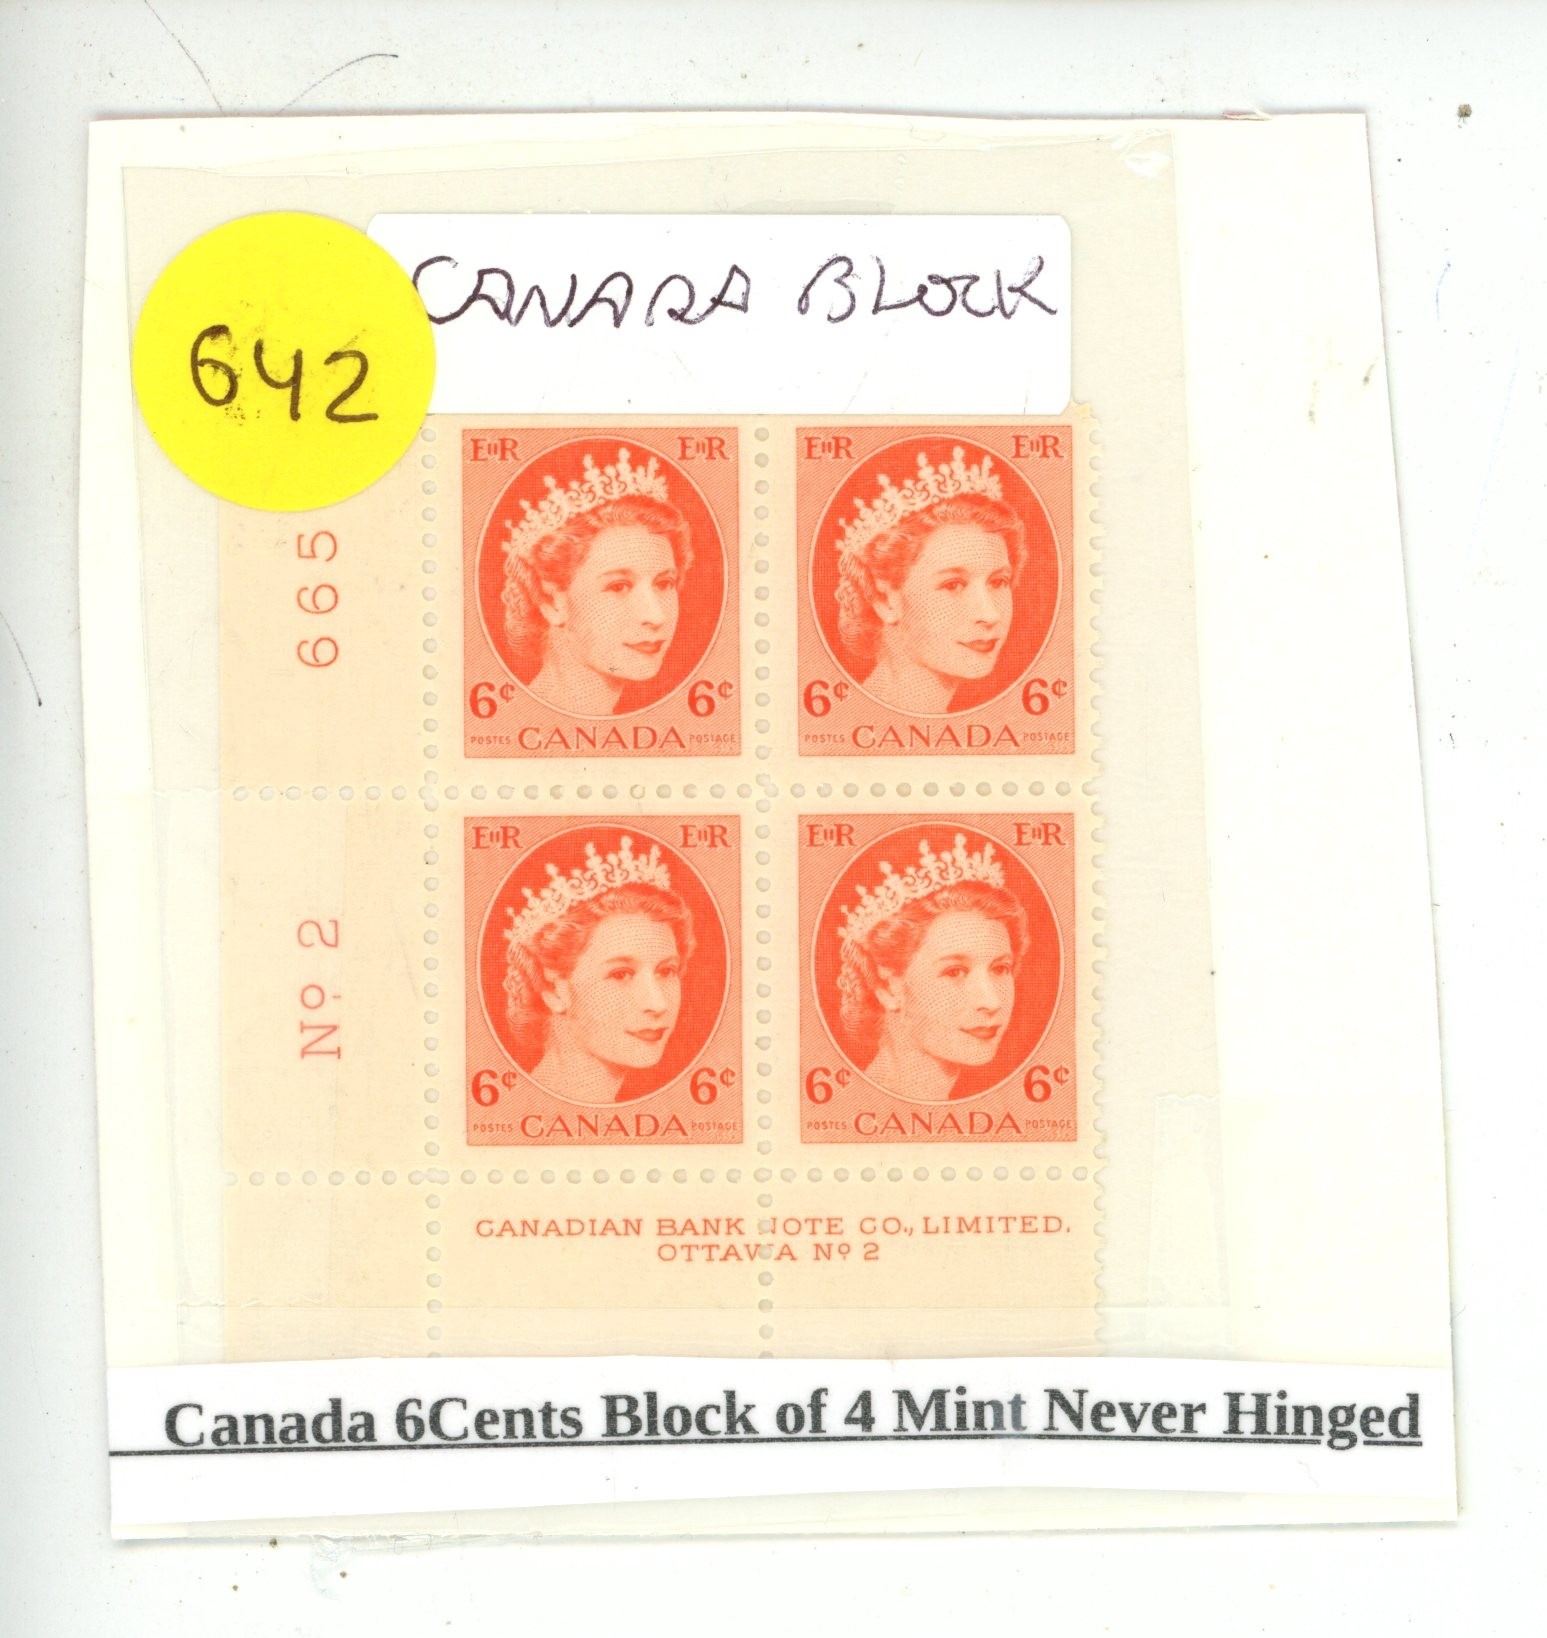 CANADA BLOCK
642
EIIR EIIR EIIR EIIR
665
6¢ 6¢ 6¢ 6¢
POSTES CANADA POSTAGE POSTES CANADA POSTAGE
EIIR EIIR EIIR EIIR
Nº 2
6¢ 6¢ 6¢ 6¢
POSTES CANADA POSTAGE POSTES CANADA POSTAGE
CANADIAN BANK NOTE CO., LIMITED.
OTTAWA Nº 2
Canada 6Cents Block of 4 Mint Never Hinged